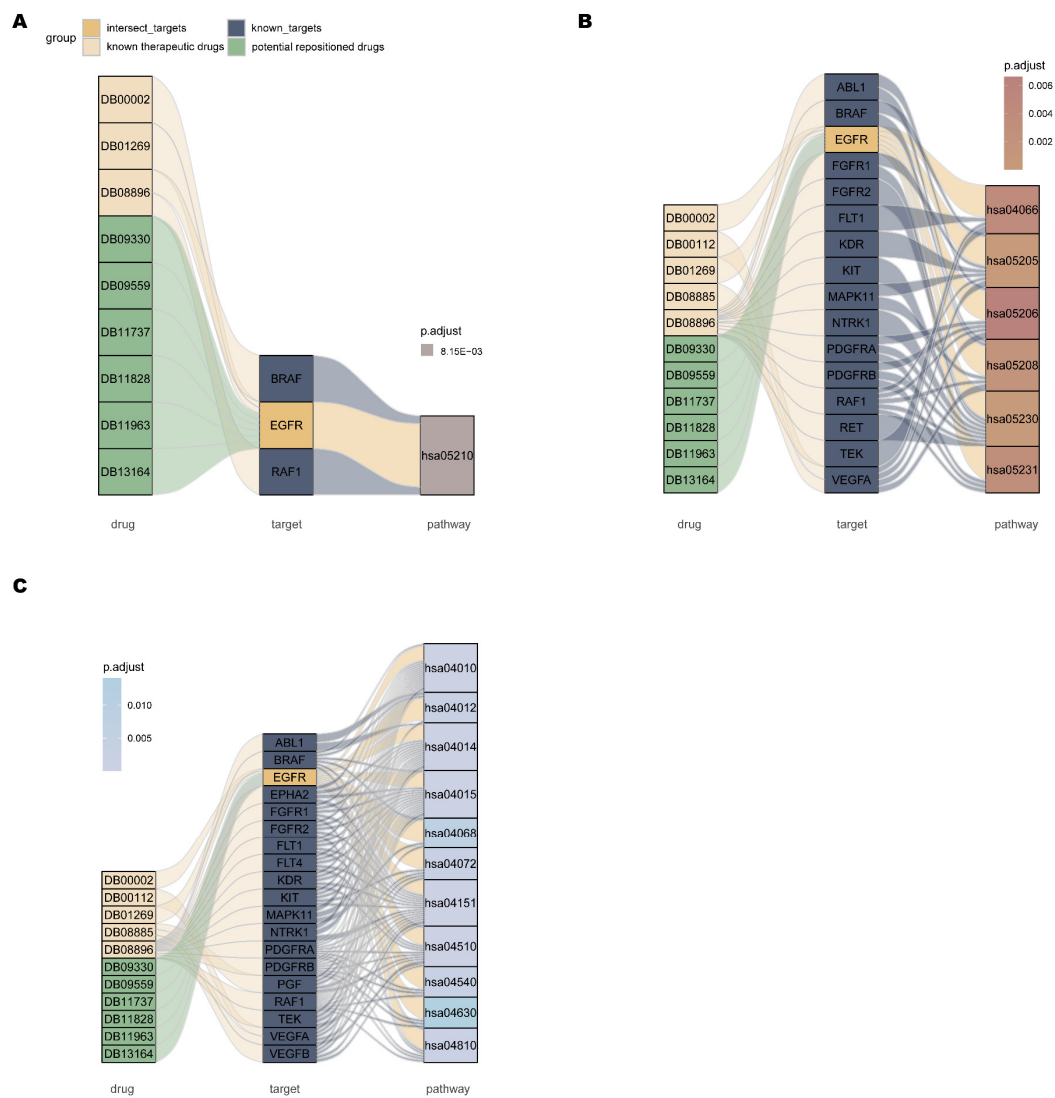 A
group
intersect_targets
known therapeutic drugs
known_targets
potential repositioned drugs
DB00002
DB01269
DB08896
DB09330
DB09559
DB11737
DB11828
DB11963
DB13164
BRAF
EGFR
RAF1
p.adjust
8.15E−03
hsa05210
drug
target
pathway
B
p.adjust
0.006
0.004
0.002
DB00002
DB00112
DB01269
DB08885
DB08896
DB09330
DB09559
DB11737
DB11828
DB11963
DB13164
ABL1
BRAF
EGFR
FGFR1
FGFR2
FLT1
KDR
KIT
MAPK11
NTRK1
PDGFRA
PDGFRB
RAF1
RET
TEK
VEGFA
hsa04066
hsa05205
hsa05206
hsa05208
hsa05230
hsa05231
drug
target
pathway
C
p.adjust
0.010
0.005
DB00002
DB00112
DB01269
DB08885
DB08896
DB09330
DB09559
DB11737
DB11828
DB11963
DB13164
ABL1
BRAF
EGFR
EPHA2
FGFR1
FGFR2
FLT1
FLT4
KDR
KIT
MAPK11
NTRK1
PDGFRA
PDGFRB
PGF
RAF1
TEK
VEGFA
VEGFB
hsa04010
hsa04012
hsa04014
hsa04015
hsa04068
hsa04072
hsa04151
hsa04510
hsa04540
hsa04630
hsa04810
drug
target
pathway